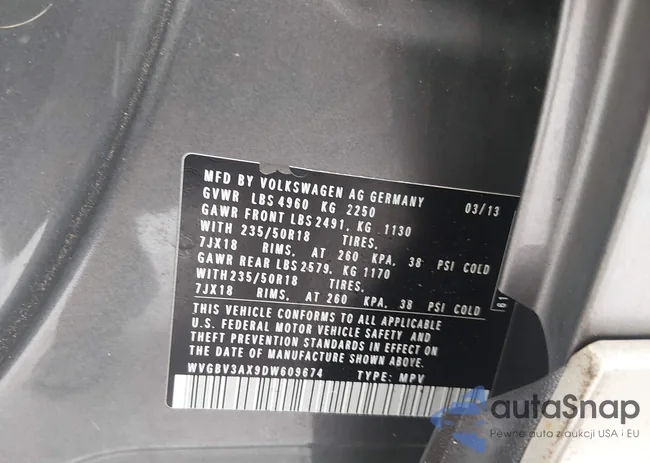 MFD BY VOLKSWAGEN AG GERMANY 03/13
GVWR LBS 4960 KG 2250
GAWR FRONT LBS 2491, KG 1130
WITH 235/50R18 TIRES.
7JX18 RIMS, AT 260 KPA, 38 PSI COLD
GAWR REAR LBS 2579, KG 1170
WITH 235/50R18 TIRES.
7JX18 RIMS, AT 260 KPA, 38 PSI COLD
THIS VEHICLE CONFORMS TO ALL APPLICABLE
U.S. FEDERAL MOTOR VEHICLE SAFETY AND
THEFT PREVENTION STANDARDS IN EFFECT ON
THE DATE OF MANUFACTURE SHOWN ABOVE.
WVGBV3AX9DW609674 TYPE: MPV
61
autaSnap
Pewne auta z aukcji USA i EU